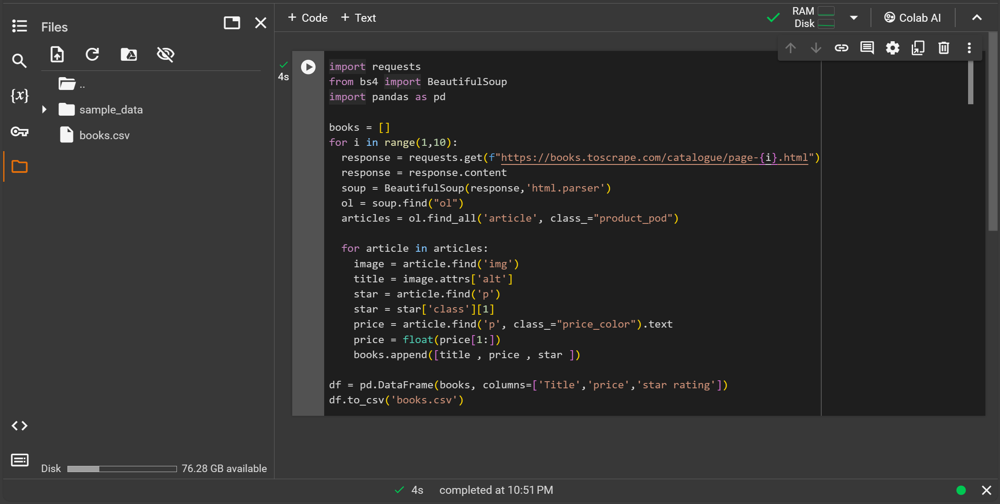 Files
..
sample_data
books.csv
Disk 76.28 GB available
+ Code + Text
RAM
Disk
Colab AI
{x}
4s
import requests
from bs4 import BeautifulSoup
import pandas as pd
books = []
for i in range(1,10):
  response = requests.get(f"https://books.toscrape.com/catalogue/page-{i}.html")
  response = response.content
  soup = BeautifulSoup(response,'html.parser')
  ol = soup.find("ol")
  articles = ol.find_all('article', class_="product_pod")
  for article in articles:
    image = article.find('img')
    title = image.attrs['alt']
    star = article.find('p')
    star = star['class'][1]
    price = article.find('p', class_="price_color").text
    price = float(price[1:])
    books.append([title , price , star ])
df = pd.DataFrame(books, columns=['Title','price','star rating'])
df.to_csv('books.csv')
4s completed at 10:51 PM